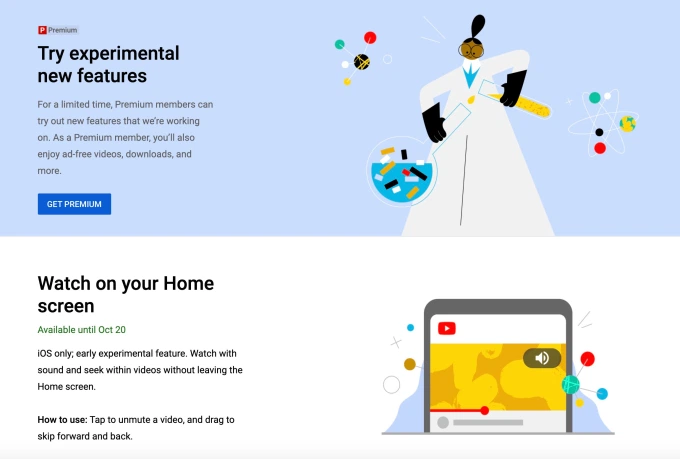 Premium
Try experimental
new features
For a limited time, Premium members can
try out new features that we're working
on. As a Premium member, you'll also
enjoy ad-free videos, downloads, and
more.
GET PREMIUM
Watch on your Home
screen
Available until Oct 20
iOS only; early experimental feature. Watch with
sound and seek within videos without leaving the
Home screen.
How to use: Tap to unmute a video, and drag to
skip forward and back.